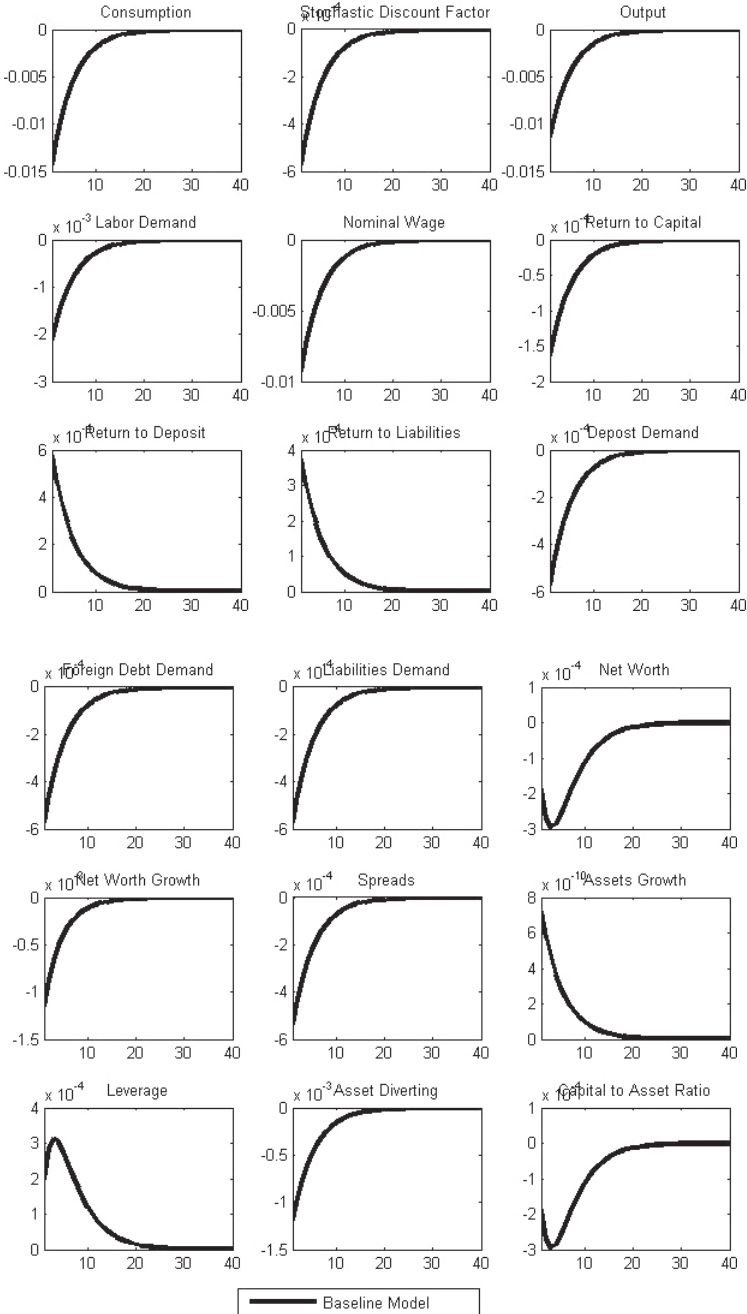 Consumption
0
-0.005
-0.01
-0.015
10 20 30 40
x 10-4
Stochastic Discount Factor
0
-2
-4
-6
10 20 30 40
Output
0
-0.005
-0.01
-0.015
10 20 30 40
x 10-3
Labor Demand
0
-1
-2
-3
10 20 30 40
Nominal Wage
0
-0.005
-0.01
10 20 30 40
x 10-4
Return to Capital
0
-0.5
-1
-1.5
-2
10 20 30 40
x 10-4
Return to Deposit
6
4
2
0
10 20 30 40
x 10-4
Return to Liabilities
4
3
2
1
0
10 20 30 40
x 10-4
Depost Demand
0
-2
-4
-6
10 20 30 40
x 10-4
Foreign Debt Demand
0
-2
-4
-6
10 20 30 40
x 10-4
Liabilities Demand
0
-2
-4
-6
10 20 30 40
x 10-4
Net Worth
1
0
-1
-2
-3
10 20 30 40
x
Net Worth Growth
0
-0.5
-1
-1.5
10 20 30 40
x 10-4
Spreads
0
-2
-4
-6
10 20 30 40
x 10-10
Assets Growth
8
6
4
2
0
10 20 30 40
x 10-4
Leverage
4
3
2
1
0
10 20 30 40
x 10-3
Asset Diverting
0
-0.5
-1
-1.5
10 20 30 40
x 10-4
Capital to Asset Ratio
1
0
-1
-2
-3
10 20 30 40
Baseline Model